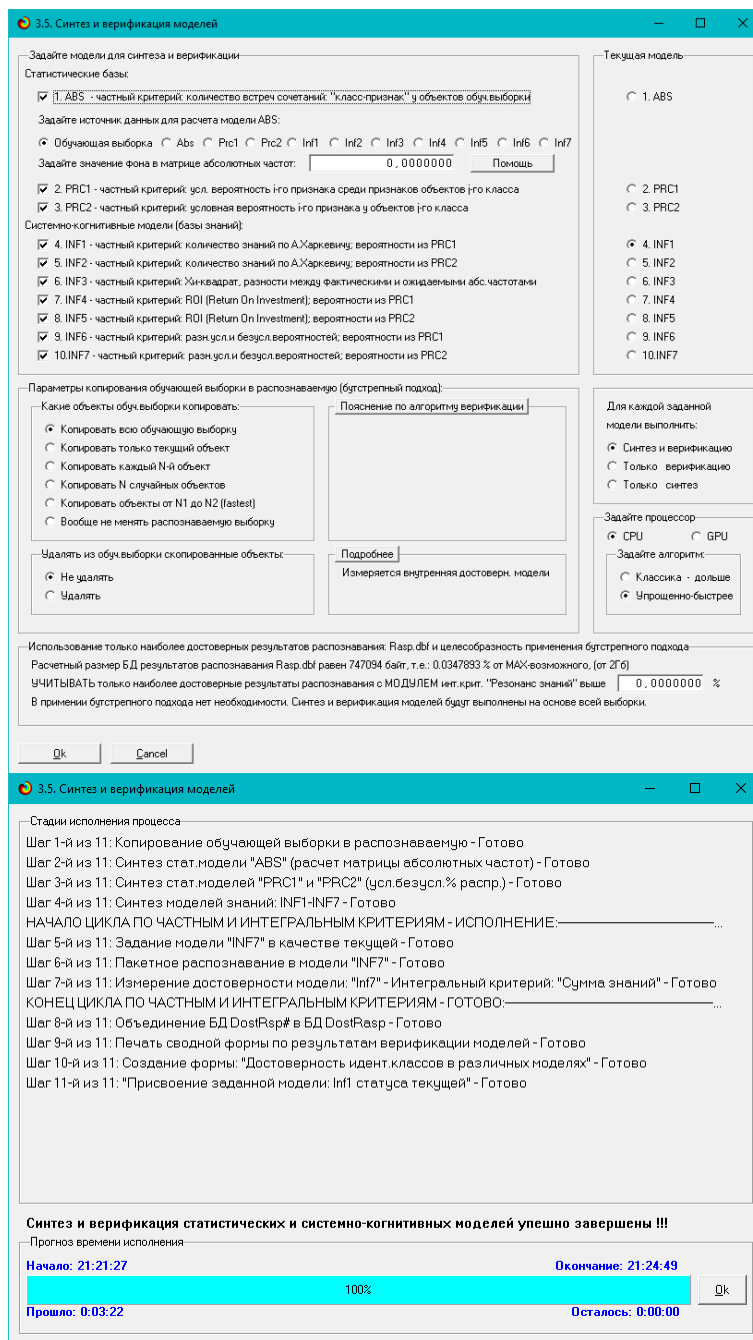 3.5. Синтез и верификация моделей
Задайте модели для синтеза и верификации
Статистические базы:
1. ABS - частный критерий: количество встреч сочетаний: "класс-признак" у объектов обуч.выборки
Задайте источник данных для расчета модели ABS:
Обучающая выборка Abs Prc1 Prc2 Inf1 Inf2 Inf3 Inf4 Inf5 Inf6 Inf7
Задайте значение фона в матрице абсолютных частот: 0,0000000 Помощь
2. PRC1 - частный критерий: усл. вероятность i-го признака среди признаков объектов j-го класса
3. PRC2 - частный критерий: условная вероятность i-го признака у объектов j-го класса
Системно-когнитивные модели (базы знаний):
4. INF1 - частный критерий: количество знаний по А.Харкевичу; вероятности из PRC1
5. INF2 - частный критерий: количество знаний по А.Харкевичу; вероятности из PRC2
6. INF3 - частный критерий: Хи-квадрат, разности между фактическими и ожидаемыми абс.частотами
7. INF4 - частный критерий: ROI (Return On Investment); вероятности из PRC1
8. INF5 - частный критерий: ROI (Return On Investment); вероятности из PRC2
9. INF6 - частный критерий: разн.усл.и безусл.вероятностей; вероятности из PRC1
10.INF7 - частный критерий: разн.усл.и безусл.вероятностей; вероятности из PRC2
Текущая модель
1. ABS
2. PRC1
3. PRC2
4. INF1
5. INF2
6. INF3
7. INF4
8. INF5
9. INF6
10.INF7
Параметры копирования обучающей выборки в распознаваемую (бутстрепный подход):
Какие объекты обуч.выборки копировать:
Копировать всю обучающую выборку
Копировать только текущий объект
Копировать каждый N-й объект
Копировать N случайных объектов
Копировать объекты от N1 до N2 (fastest)
Вообще не менять распознаваемую выборку
Пояснение по алгоритму верификации
Удалять из обуч.выборки скопированные объекты:
Не удалять
Удалять
Подробнее
Измеряется внутренняя достоверн. модели
Для каждой заданной
модели выполнить:
Синтез и верификацию
Только верификацию
Только синтез
Задайте процессор
CPU GPU
Задайте алгоритм:
Классика - дольше
Упрощенно-быстрее
Использование только наиболее достоверных результатов распознавания: Rasp.dbf и целесобразность применения бутстрепного подхода
Расчетный размер БД результатов распознавания Rasp.dbf равен 747094 байт, т.е.: 0.0347893 % от MAX-возможного, (от 2Гб)
УЧИТЫВАТЬ только наиболее достоверные результаты распознавания с МОДУЛЕМ инт.крит. "Резонанс знаний" выше 0,0000000 %
В примении бутстрепного подхода нет необходимости. Синтез и верификация моделей будут выполнены на основе всей выборки.
Ok Cancel
3.5. Синтез и верификация моделей
Стадии исполнения процесса
Шаг 1-й из 11: Копирование обучающей выборки в распознаваемую - Готово
Шаг 2-й из 11: Синтез стат.модели "ABS" (расчет матрицы абсолютных частот) - Готово
Шаг 3-й из 11: Синтез стат.моделей "PRC1" и "PRC2" (усл.безусл.% распр.) - Готово
Шаг 4-й из 11: Синтез моделей знаний: INF1-INF7 - Готово
НАЧАЛО ЦИКЛА ПО ЧАСТНЫМ И ИНТЕГРАЛЬНЫМ КРИТЕРИЯМ - ИСПОЛНЕНИЕ:————————...
Шаг 5-й из 11: Задание модели "INF7" в качестве текущей - Готово
Шаг 6-й из 11: Пакетное распознавание в модели "INF7" - Готово
Шаг 7-й из 11: Измерение достоверности модели: "Inf7" - Интегральный критерий: "Сумма знаний" - Готово
КОНЕЦ ЦИКЛА ПО ЧАСТНЫМ И ИНТЕГРАЛЬНЫМ КРИТЕРИЯМ - ГОТОВО:————————...
Шаг 8-й из 11: Объединение БД DostRsp# в БД DostRasp - Готово
Шаг 9-й из 11: Печать сводной формы по результатам верификации моделей - Готово
Шаг 10-й из 11: Создание формы: "Достоверность идент.классов в различных моделях" - Готово
Шаг 11-й из 11: "Присвоение заданной модели: Inf1 статуса текущей" - Готово
Синтез и верификация статистических и системно-когнитивных моделей упешно завершены !!!
Прогноз времени исполнения
Начало: 21:21:27 Окончание: 21:24:49
100% Ok
Прошло: 0:03:22 Осталось: 0:00:00